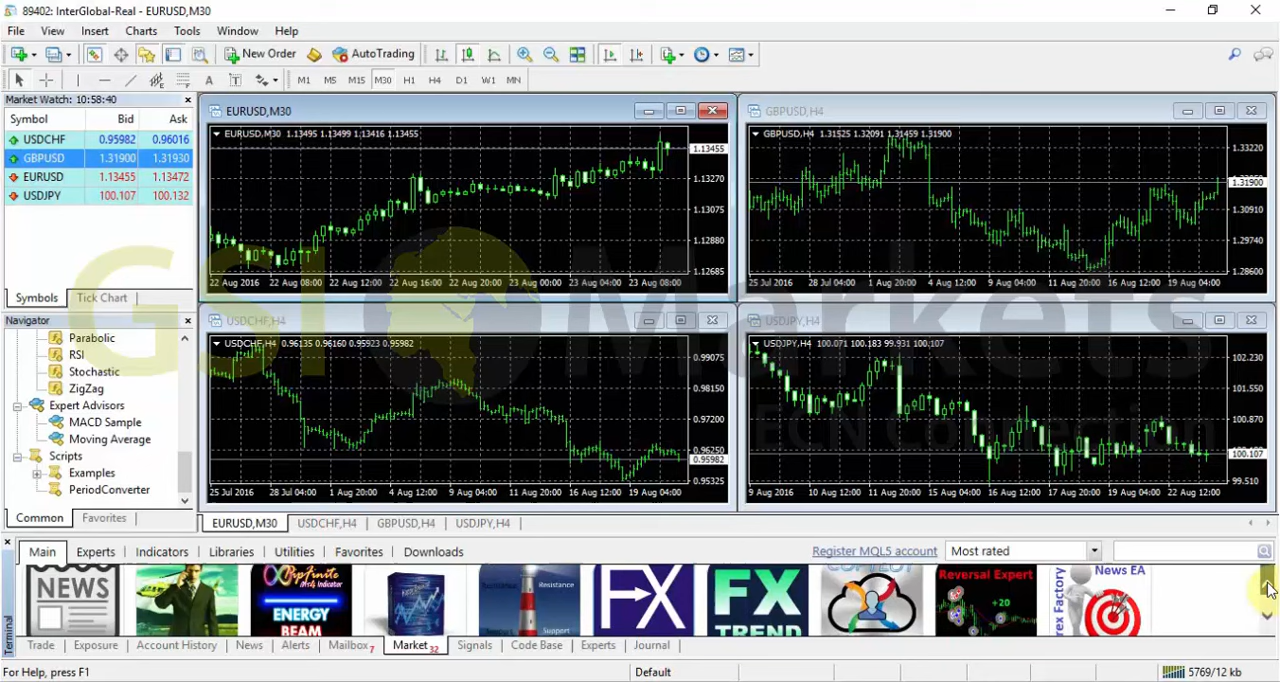 89402: InterGlobal-Real - EURUSD,M30
File View Insert Charts Tools Window Help
New Order AutoTrading
A T M1 M5 M15 M30 H1 H4 D1 W1 MN
Market Watch: 10:58:40
Symbol Bid Ask
USDCHF 0.95982 0.96016
GBPUSD 1.31900 1.31930
EURUSD 1.13455 1.13472
USDJPY 100.107 100.132
Symbols Tick Chart
Navigator
Parabolic
RSI
Stochastic
ZigZag
Expert Advisors
MACD Sample
Moving Average
Scripts
Examples
PeriodConverter
Common Favorites
EURUSD,M30
EURUSD,M30 1.13495 1.13499 1.13416 1.13455
1.13455
1.13270
1.13075
1.12880
1.12685
22 Aug 2016 22 Aug 08:00 22 Aug 12:00 22 Aug 16:00 22 Aug 20:00 23 Aug 00:00 23 Aug 04:00 23 Aug 08:00
GBPUSD,H4
GBPUSD,H4 1.31525 1.32091 1.31459 1.31900
1.33220
1.31900
1.30910
1.29740
1.28600
25 Jul 2016 28 Jul 04:00 1 Aug 20:00 4 Aug 12:00 9 Aug 04:00 11 Aug 20:00 16 Aug 12:00 19 Aug 04:00
GSI Markets
ECN Connection
USDCHF,H4
USDCHF,H4 0.96135 0.96160 0.95923 0.95982
0.99075
0.98150
0.97200
0.96250
0.95982
0.95325
25 Jul 2016 28 Jul 04:00 1 Aug 20:00 4 Aug 12:00 9 Aug 04:00 11 Aug 20:00 16 Aug 12:00 19 Aug 04:00
USDJPY,H4
USDJPY,H4 100.071 100.183 99.931 100.107
102.230
101.550
100.870
100.107
99.510
9 Aug 2016 10 Aug 12:00 11 Aug 20:00 15 Aug 04:00 16 Aug 12:00 17 Aug 20:00 19 Aug 04:00 22 Aug 12:00
EURUSD,M30 USDCHF,H4 GBPUSD,H4 USDJPY,H4
Main Experts Indicators Libraries Utilities Favorites Downloads Register MQL5 account Most rated
NEWS
ENERGY BEAM
Resistance
Support
FX
FX TREND
Reversal Expert
+20
News EA
Terminal
Trade Exposure Account History News Alerts Mailbox 7 Market 32 Signals Code Base Experts Journal
For Help, press F1 Default 5769/12 kb